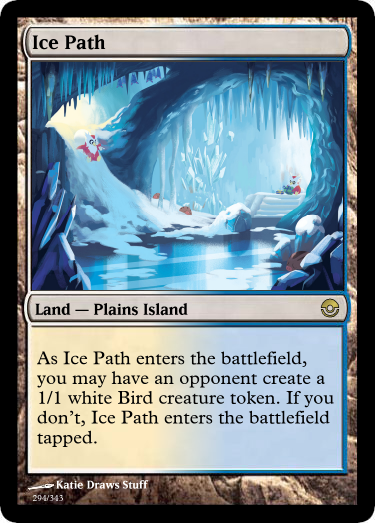 Ice Path
Land — Plains Island
As Ice Path enters the battlefield,
you may have an opponent create a
1/1 white Bird creature token. If you
don't, Ice Path enters the battlefield
tapped.
Katie Draws Stuff
294/343